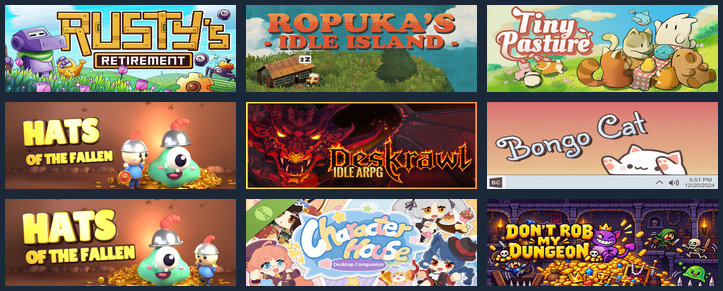 RUSTY's
RETIREMENT
ROPUKA'S
- IDLE ISLAND -
zZ
Tiny
Pasture
HATS
OF THE FALLEN
Deskrawl
IDLE ARPG
Bongo Cat
BC
5:51 PM
12/20/2024
HATS
OF THE FALLEN
Character
House
Desktop Companion
DON'T ROB
MY
DUNGEON